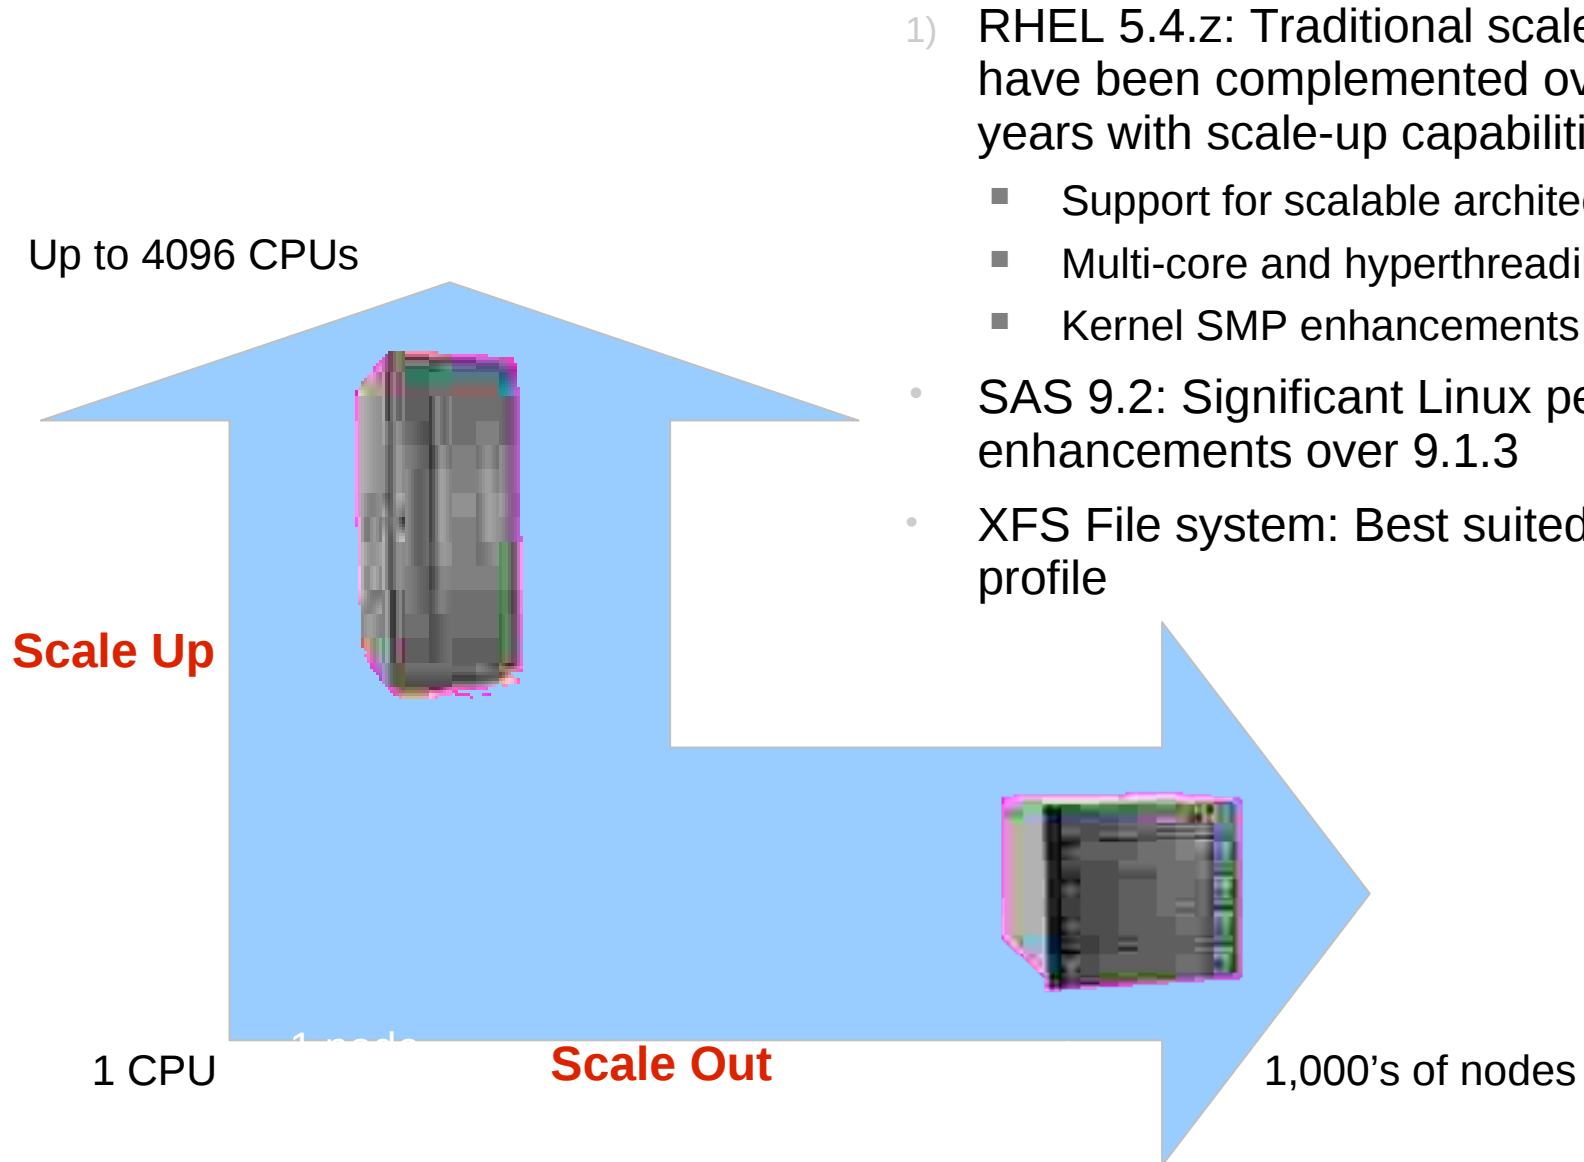 1) RHEL 5.4.z: Traditional scale
have been complemented ov
years with scale-up capabiliti
■ Support for scalable archite
■ Multi-core and hyperthreadi
■ Kernel SMP enhancements
• SAS 9.2: Significant Linux pe
enhancements over 9.1.3
• XFS File system: Best suited
profile
Up to 4096 CPUs
Scale Up
1 node
1 CPU
Scale Out
1,000’s of nodes